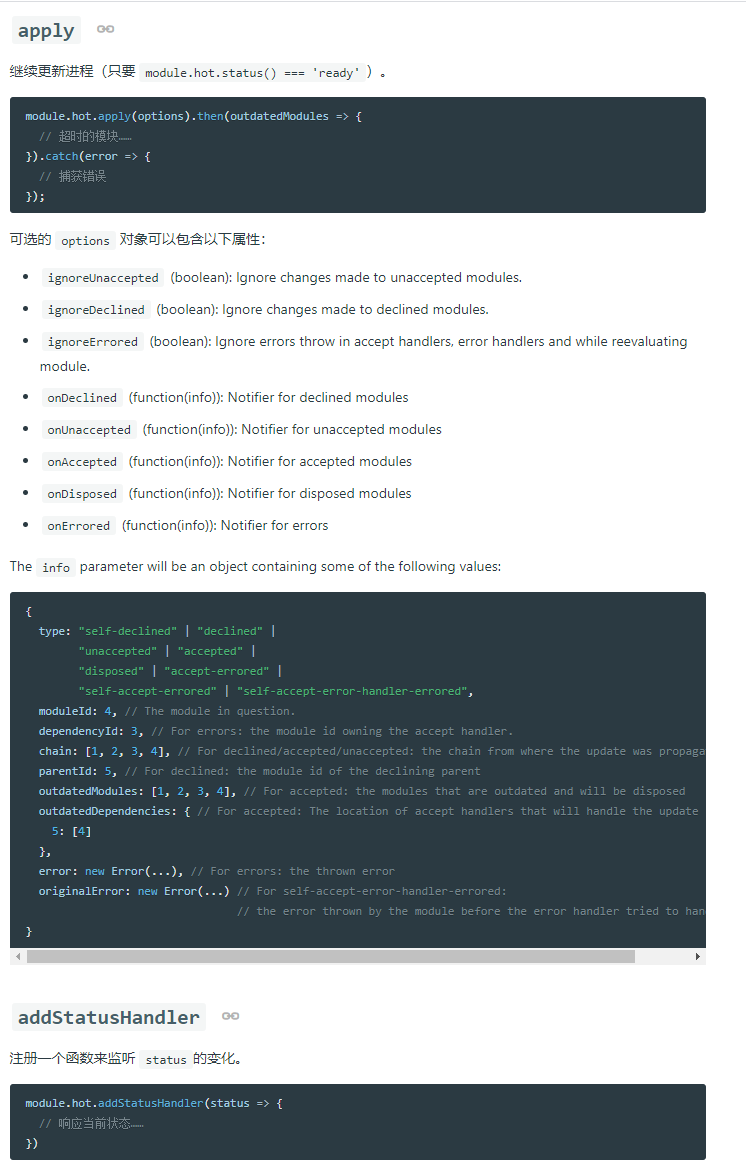 apply
继续更新进程（只要 module.hot.status() === 'ready' ）。
module.hot.apply(options).then(outdatedModules => {
  // 超时的模块……
}).catch(error => {
  // 捕获错误
});
可选的 options 对象可以包含以下属性：
ignoreUnaccepted (boolean): Ignore changes made to unaccepted modules.
ignoreDeclined (boolean): Ignore changes made to declined modules.
ignoreErrored (boolean): Ignore errors throw in accept handlers, error handlers and while reevaluating
module.
onDeclined (function(info)): Notifier for declined modules
onUnaccepted (function(info)): Notifier for unaccepted modules
onAccepted (function(info)): Notifier for accepted modules
onDisposed (function(info)): Notifier for disposed modules
onErrored (function(info)): Notifier for errors
The info parameter will be an object containing some of the following values:
{
  type: "self-declined" | "declined" |
        "unaccepted" | "accepted" |
        "disposed" | "accept-errored" |
        "self-accept-errored" | "self-accept-error-handler-errored",
  moduleId: 4, // The module in question.
  dependencyId: 3, // For errors: the module id owning the accept handler.
  chain: [1, 2, 3, 4], // For declined/accepted/unaccepted: the chain from where the update was propaga
  parentId: 5, // For declined: the module id of the declining parent
  outdatedModules: [1, 2, 3, 4], // For accepted: the modules that are outdated and will be disposed
  outdatedDependencies: { // For accepted: The location of accept handlers that will handle the update
    5: [4]
  },
  error: new Error(...), // For errors: the thrown error
  originalError: new Error(...) // For self-accept-error-handler-errored:
                                // the error thrown by the module before the error handler tried to han
}
addStatusHandler
注册一个函数来监听 status 的变化。
module.hot.addStatusHandler(status => {
  // 响应当前状态……
})